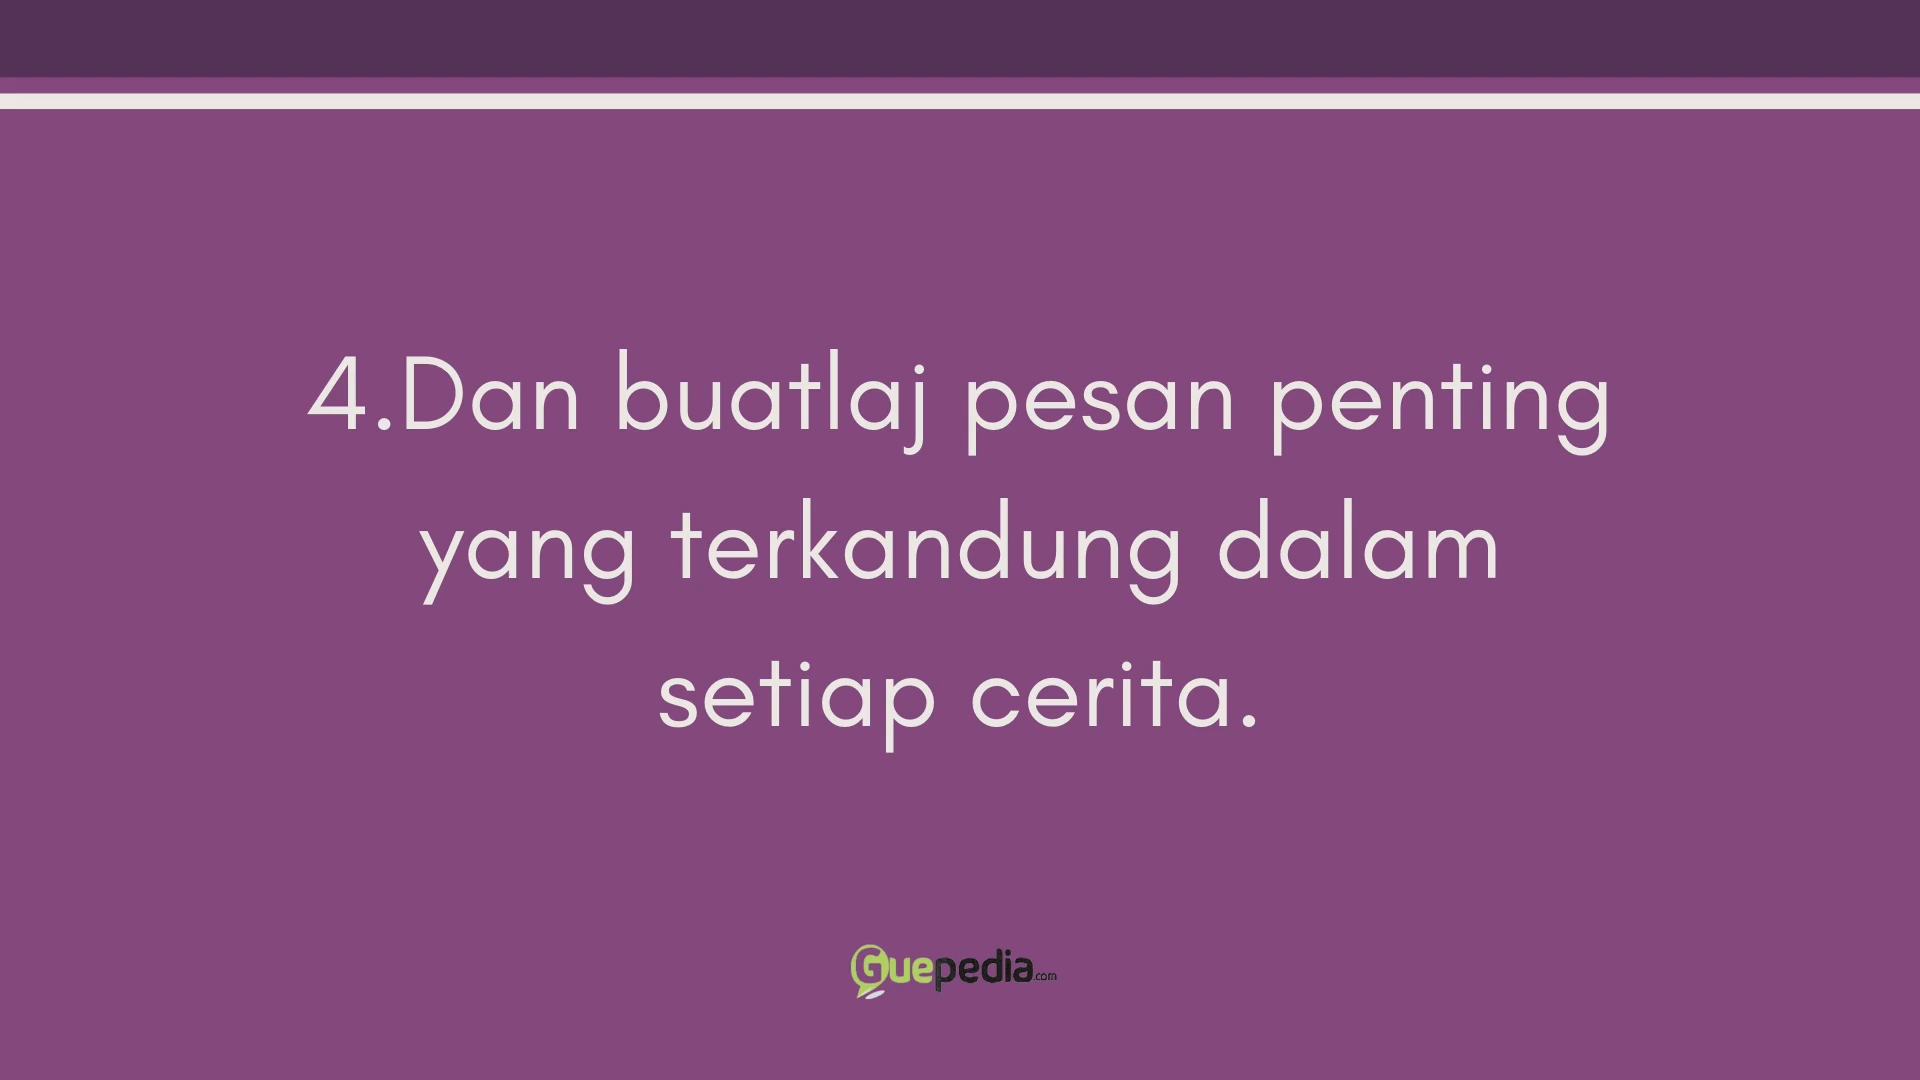 4.Dan buatlaj pesan penting
yang terkandung dalam
setiap cerita.
Guepedia.com